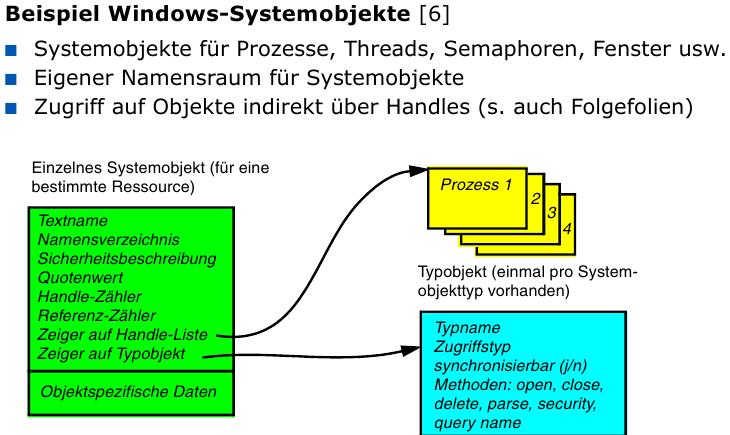 Beispiel Windows-Systemobjekte [6]
Systemobjekte für Prozesse, Threads, Semaphoren, Fenster usw.
Eigener Namensraum für Systemobjekte
Zugriff auf Objekte indirekt über Handles (s. auch Folgefolien)
Einzelnes Systemobjekt (für eine
bestimmte Ressource)
Textname
Namensverzeichnis
Sicherheitsbeschreibung
Quotenwert
Handle-Zähler
Referenz-Zähler
Zeiger auf Handle-Liste
Zeiger auf Typobjekt
Objektspezifische Daten
Prozess 1
2
3
4
Typobjekt (einmal pro System-
objekttyp vorhanden)
Typname
Zugriffstyp
synchronisierbar (j/n)
Methoden: open, close,
delete, parse, security,
query name